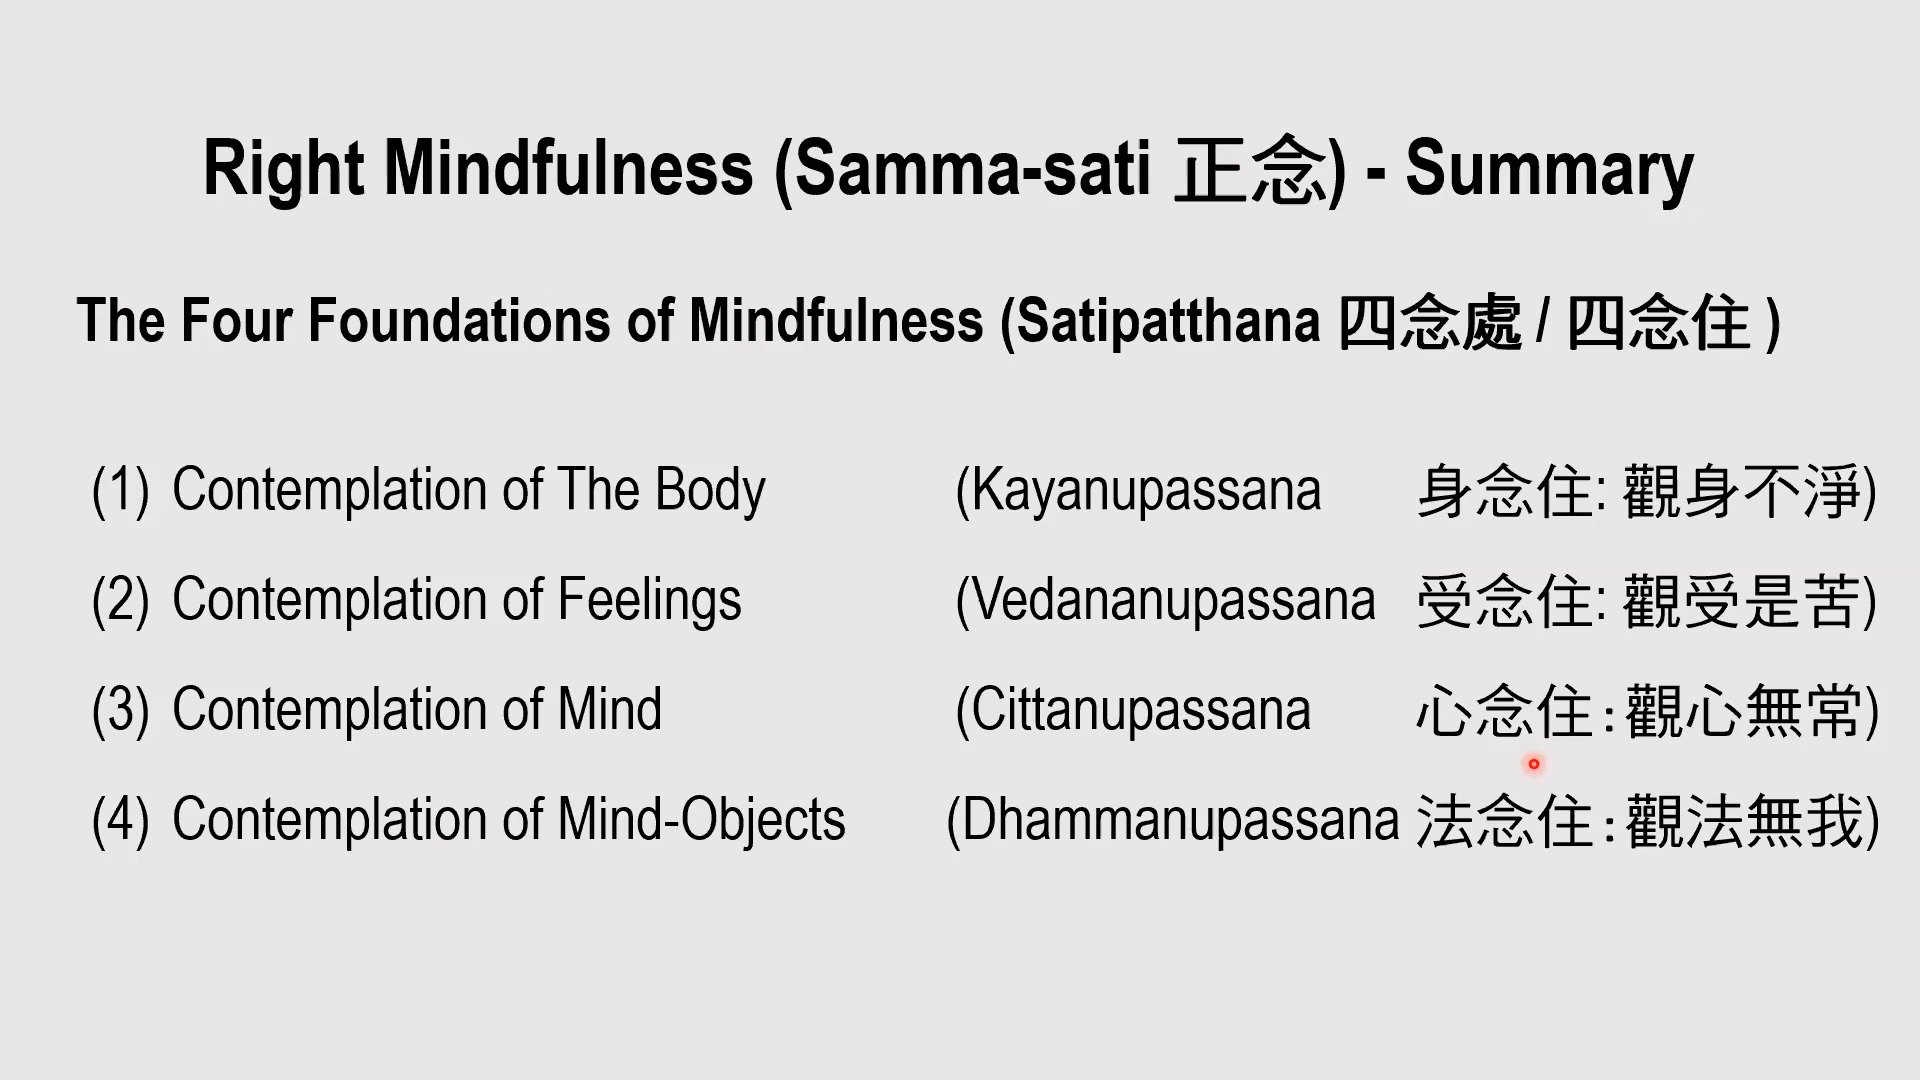 Right Mindfulness (Samma-sati 正念) - Summary
The Four Foundations of Mindfulness (Satipatthana 四念處 / 四念住 )
(1) Contemplation of The Body (Kayanupassana 身念住: 觀身不淨)
(2) Contemplation of Feelings (Vedananupassana 受念住: 觀受是苦)
(3) Contemplation of Mind (Cittanupassana 心念住 : 觀心無常)
(4) Contemplation of Mind-Objects (Dhammanupassana 法念住 : 觀法無我)